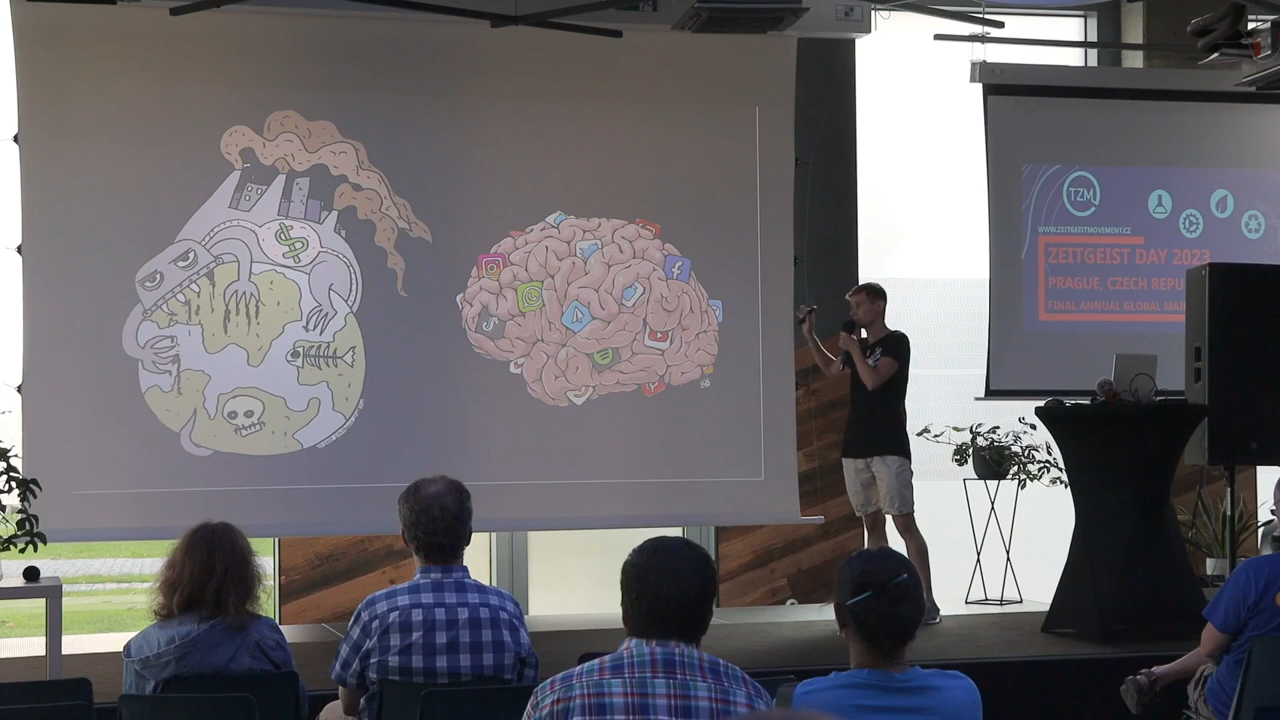 $
f
TZM
WWW.ZEITGEISTMOVEMENT.CZ
ZEITGEIST DAY 2023
PRAGUE, CZECH REPU
FINAL ANNUAL GLOBAL MAI